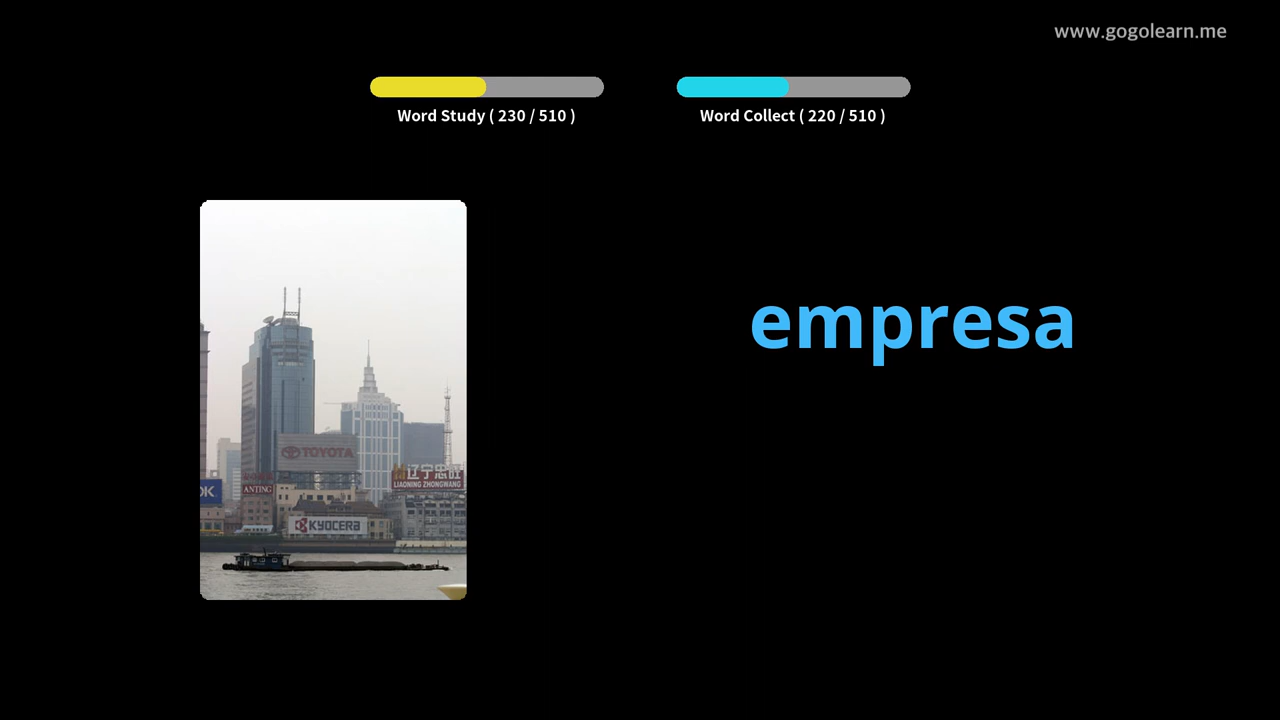 www.gogolearn.me
Word Study ( 230 / 510 )
Word Collect ( 220 / 510 )
empresa
TOYOTA
辽宁忠旺
LIAONING ZHONGWANG
OK
ANTING
KYOCERA